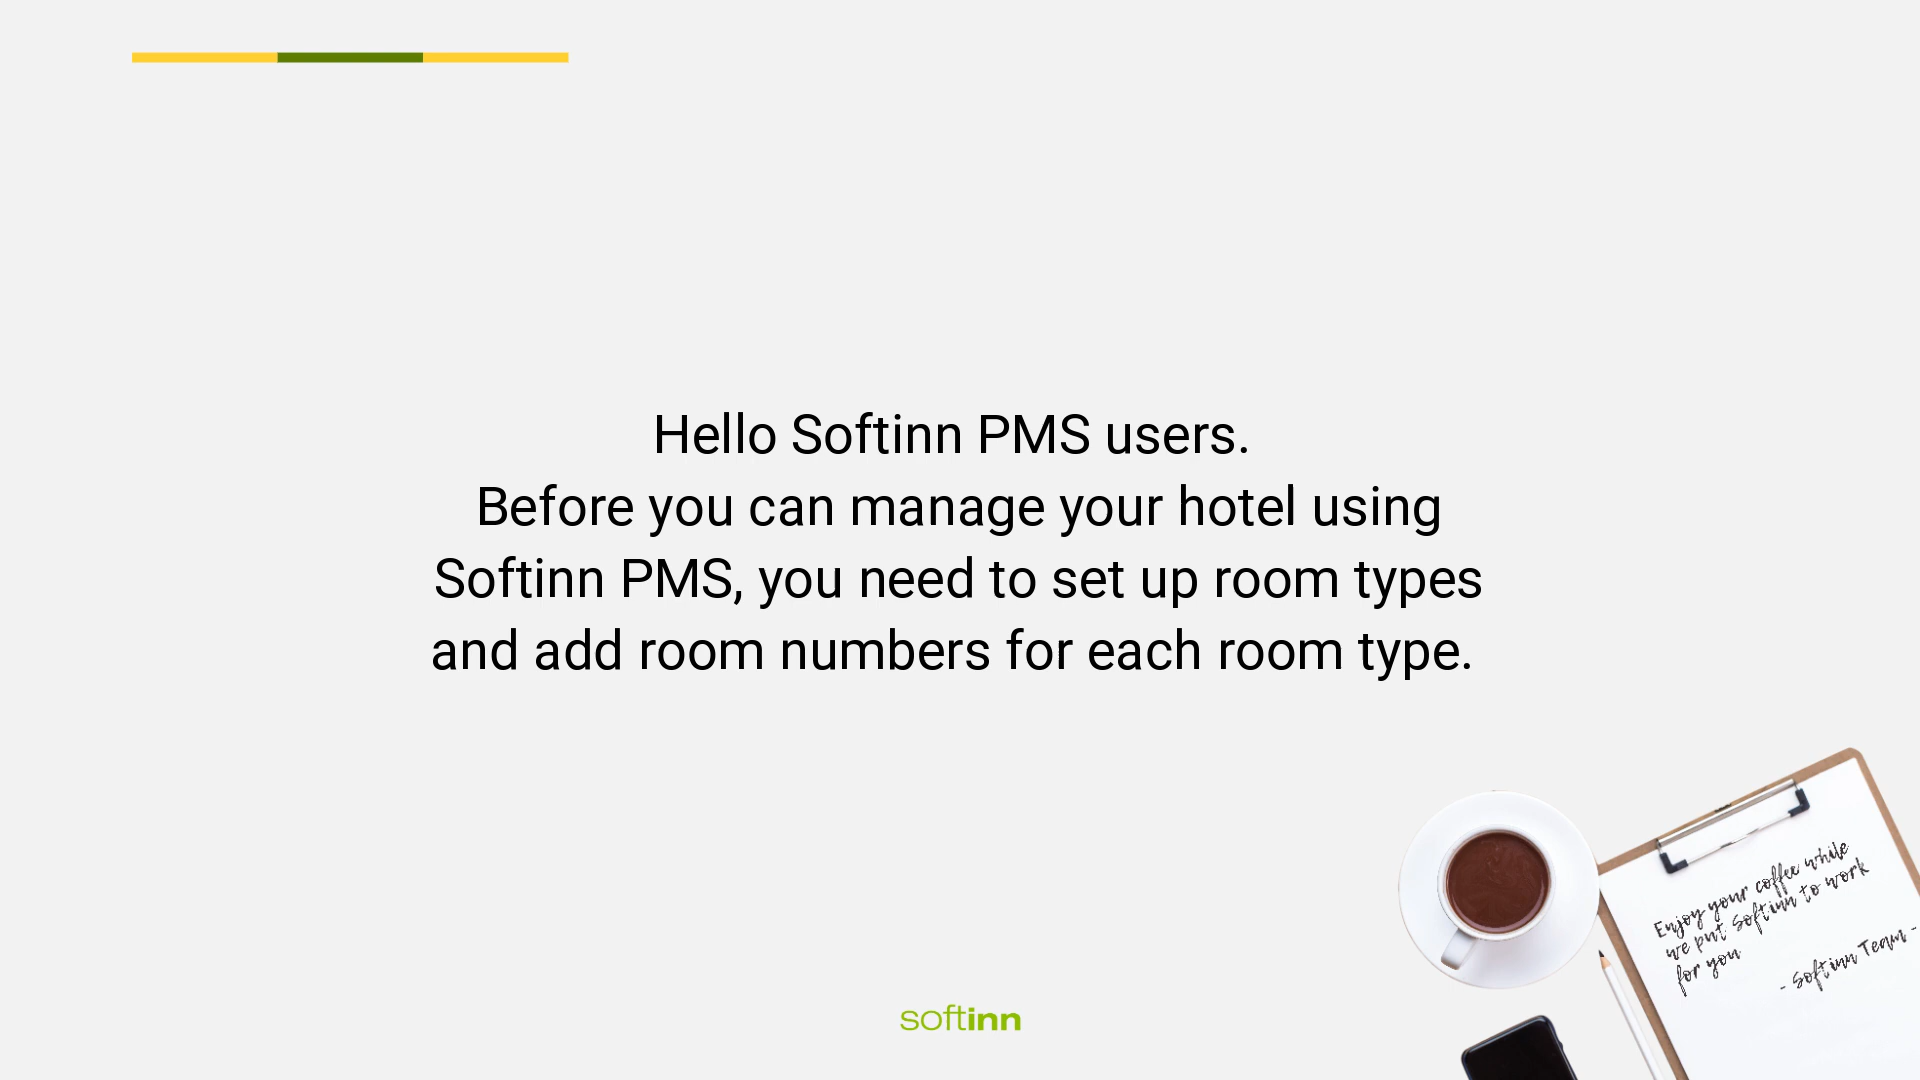 Hello Softinn PMS users.
Before you can manage your hotel using
Softinn PMS, you need to set up room types
and add room numbers for each room type.
Enjoy your coffee while
we put Softinn to work
for you
- Softinn Team -
softinn